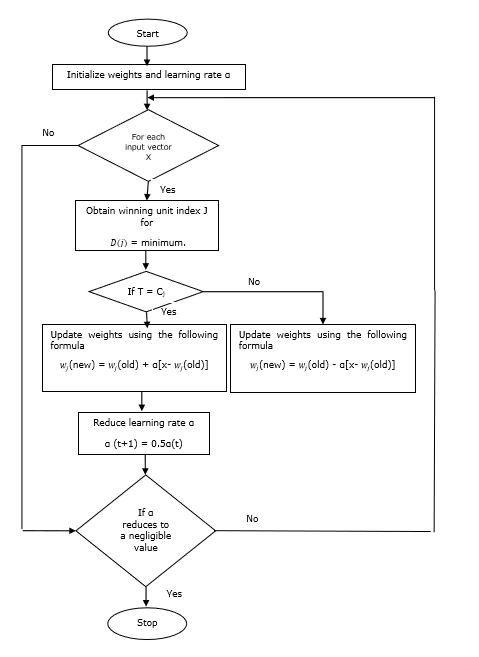 Start
Initialize weights and learning rate α
For each
input vector
X
No
Yes
Obtain winning unit index J
for
D(j) = minimum.
If T = Cj
No
Yes
Update weights using the following
formula
wj(new) = wj(old) + α[x- wj(old)]
Update weights using the following
formula
wj(new) = wj(old) - α[x- wj(old)]
Reduce learning rate α
α (t+1) = 0.5α(t)
If α
reduces to
a negligible
value
No
Yes
Stop